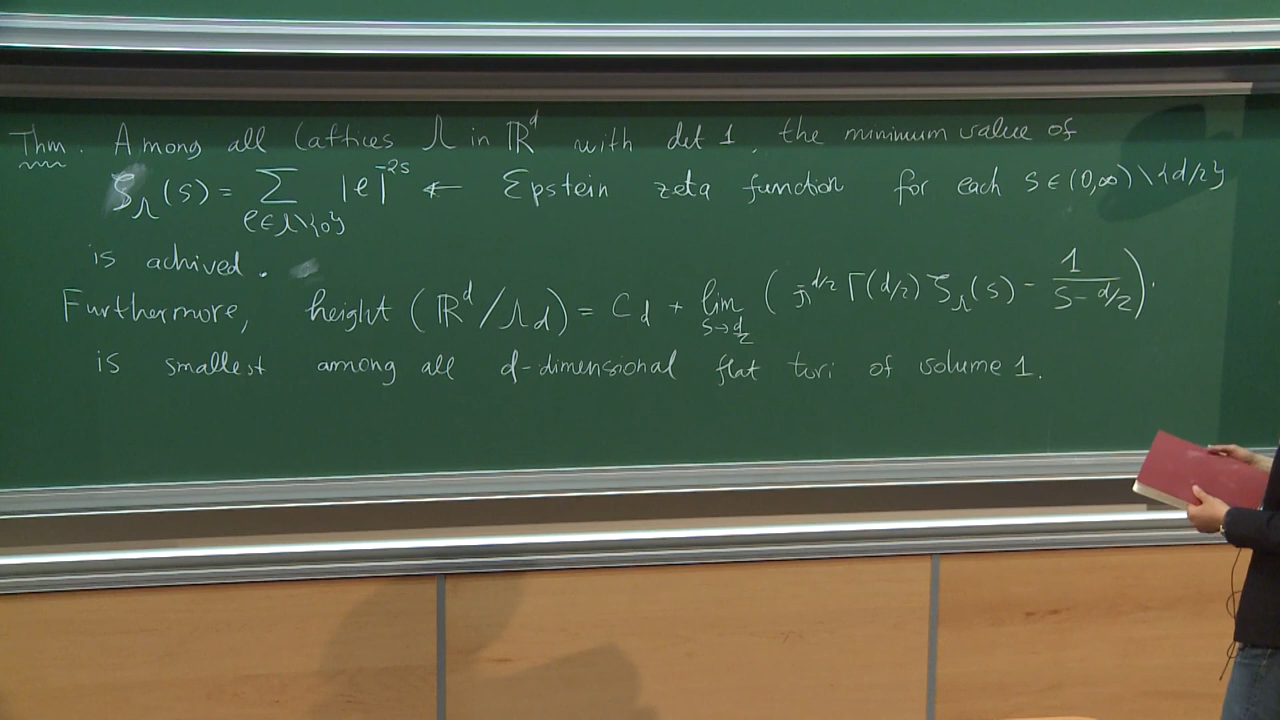 Thm. Among all lattices Λ in ℝ^d with det 1, the minimum value of
ζ_Λ(s) = ∑_{ℓ∈Λ\{0}} |ℓ|^{-2s} ← Epstein zeta function for each s∈(0,∞)\{d/2}
is achived.
Furthermore, height (ℝ^d/Λ_d) = C_d + lim_{s→d/2} ( π^{d/2} Γ(d/2) ζ_Λ(s) - 1/(s-d/2) ).
is smallest among all d-dimensional flat tori of volume 1.